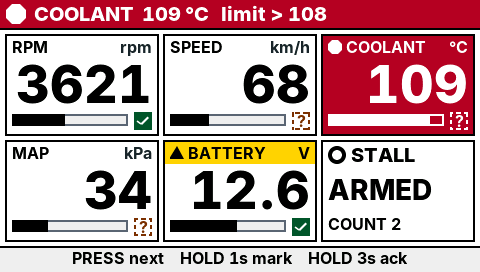 COOLANT 109 °C limit > 108
RPM rpm
3621
SPEED km/h
68
?
COOLANT °C
109
?
MAP kPa
34
?
BATTERY V
12.6
STALL
ARMED
COUNT 2
PRESS next HOLD 1s mark HOLD 3s ack